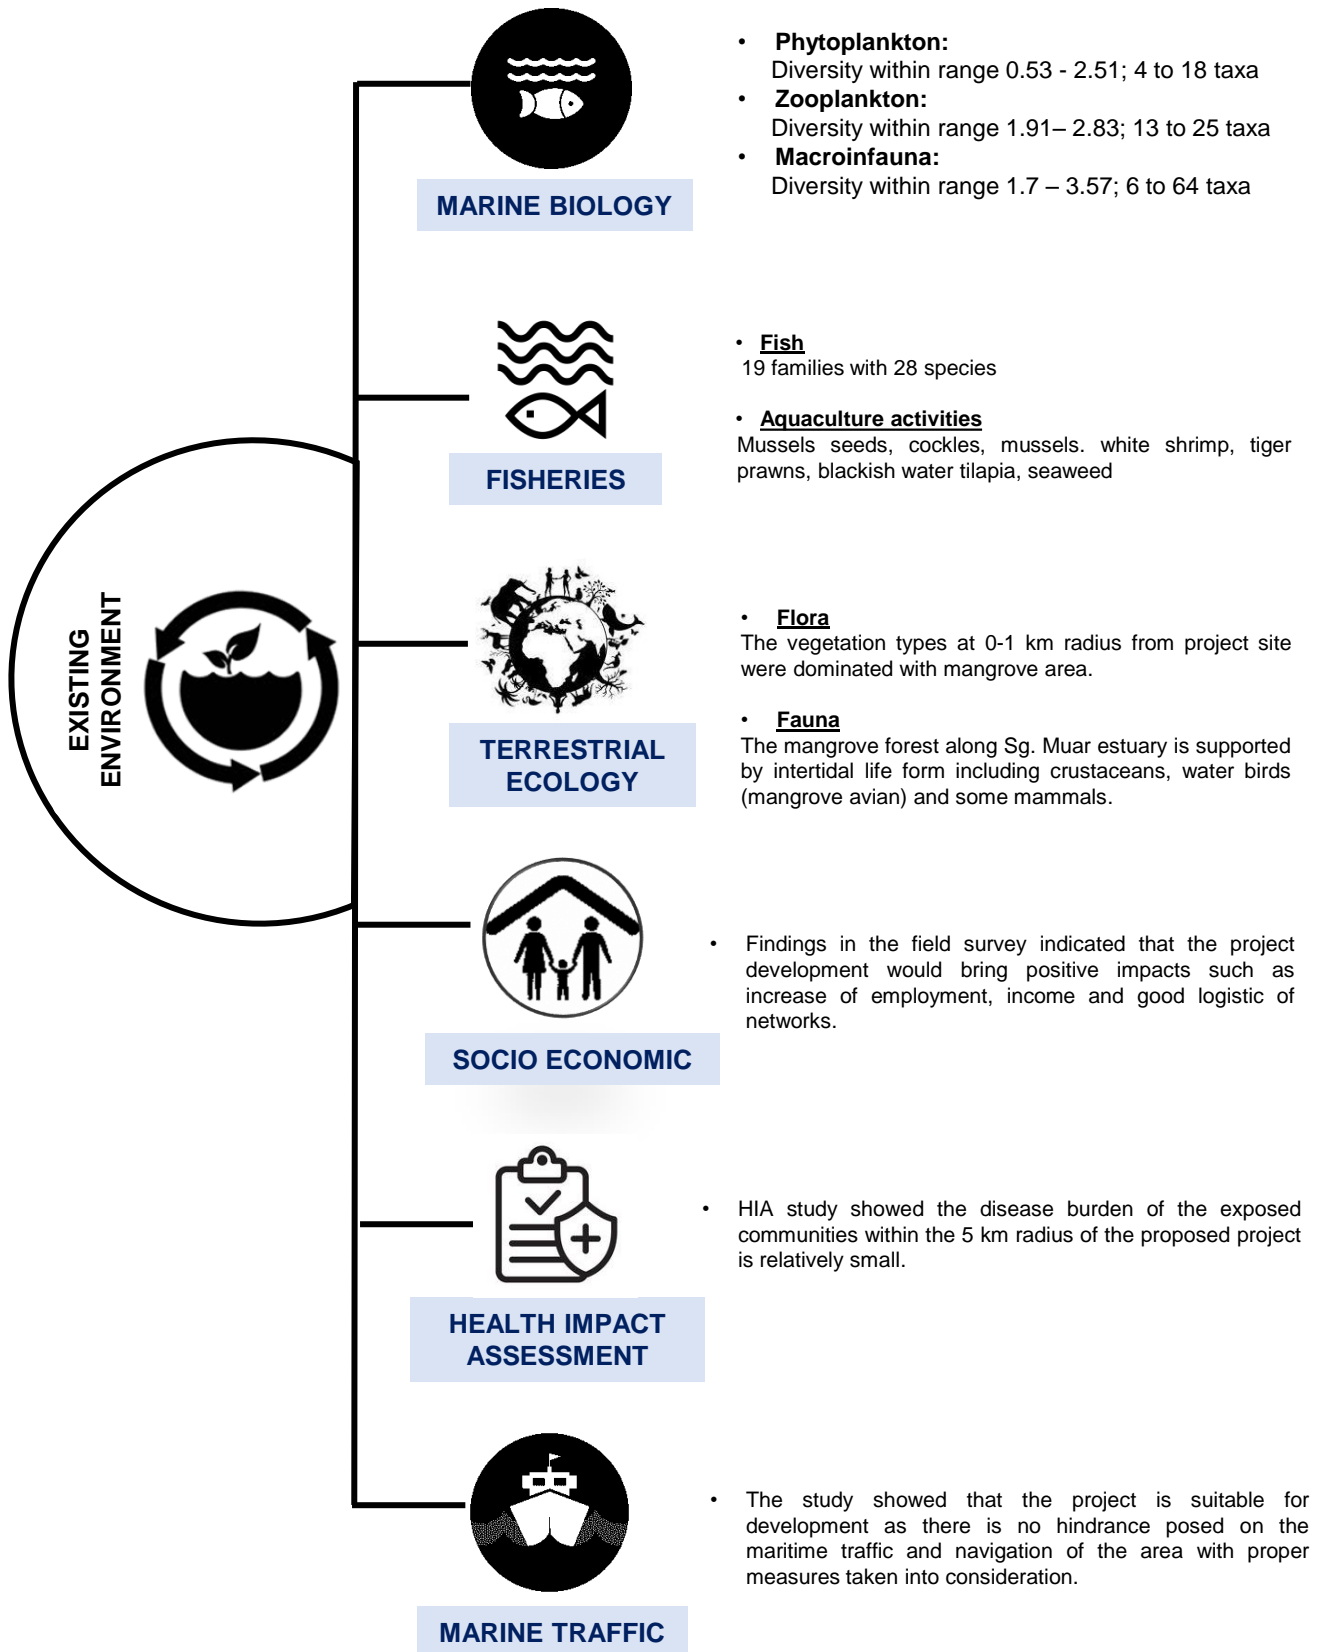 • Phytoplankton:
Diversity within range 0.53 - 2.51; 4 to 18 taxa
• Zooplankton:
Diversity within range 1.91– 2.83; 13 to 25 taxa
• Macroinfauna:
Diversity within range 1.7 – 3.57; 6 to 64 taxa
MARINE BIOLOGY
• Fish
19 families with 28 species
• Aquaculture activities
Mussels seeds, cockles, mussels. white shrimp, tiger
prawns, blackish water tilapia, seaweed
FISHERIES
EXISTING
ENVIRONMENT
• Flora
The vegetation types at 0-1 km radius from project site
were dominated with mangrove area.
• Fauna
The mangrove forest along Sg. Muar estuary is supported
by intertidal life form including crustaceans, water birds
(mangrove avian) and some mammals.
TERRESTRIAL
ECOLOGY
• Findings in the field survey indicated that the project
development would bring positive impacts such as
increase of employment, income and good logistic of
networks.
SOCIO ECONOMIC
• HIA study showed the disease burden of the exposed
communities within the 5 km radius of the proposed project
is relatively small.
HEALTH IMPACT
ASSESSMENT
• The study showed that the project is suitable for
development as there is no hindrance posed on the
maritime traffic and navigation of the area with proper
measures taken into consideration.
MARINE TRAFFIC